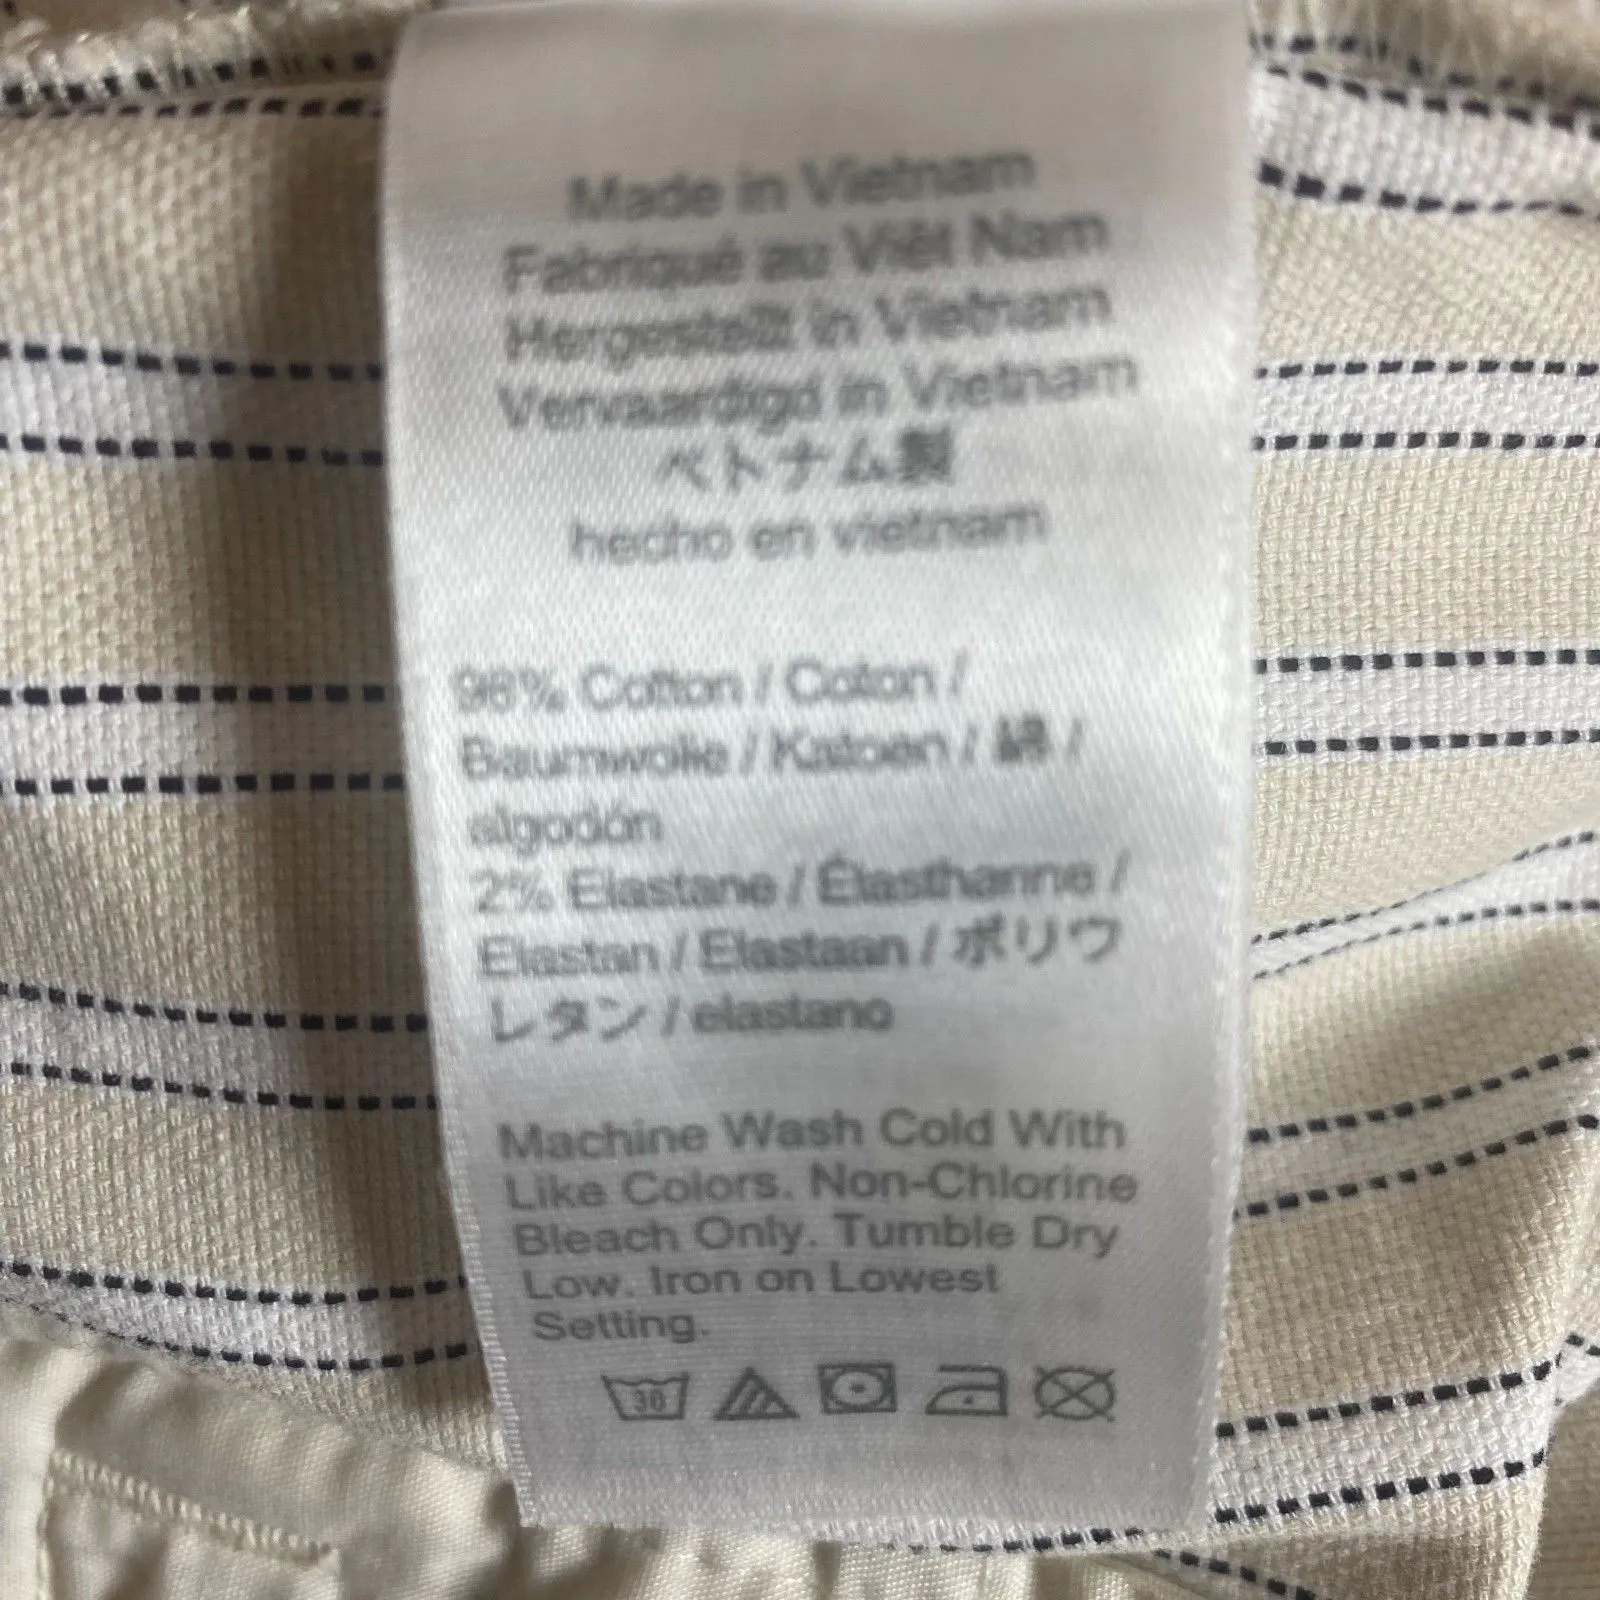 Made in Vietnam
Fabriqué au Viêt Nam
Hergestellt in Vietnam
Vervaardigd in Vietnam
ベトナム製
hecho en vietnam
98% Cotton / Coton /
Baumwolle / Katoen / 綿 /
algodón
2% Elastane / Élasthanne /
Elastan / Elastaan / ポリウ
レタン / elastano
Machine Wash Cold With
Like Colors. Non-Chlorine
Bleach Only. Tumble Dry
Low. Iron on Lowest
Setting.
30